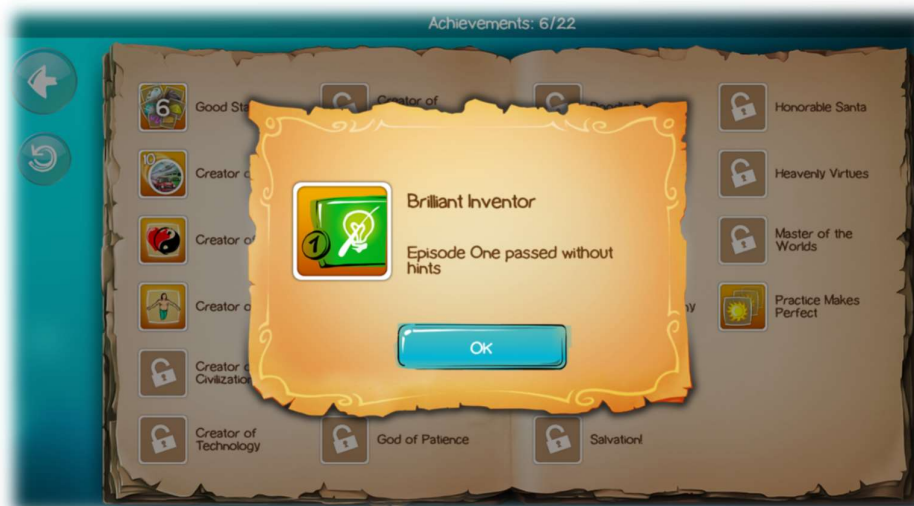 Achievements: 6/22
6
Good
Creator of
Honorable Santa
10
Creator
Heavenly Virtues
Brilliant Inventor
1
Episode One passed without
hints
Creator of
Master of the
Worlds
Creator
Practice Makes
Perfect
OK
Creator
Civilization
Creator of
Technology
God of Patience
Salvation!